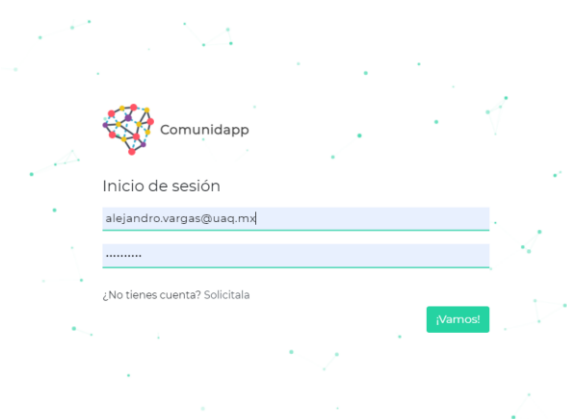 Comunidapp
Inicio de sesión
alejandro.vargas@uaq.mx
••••••••••
¿No tienes cuenta? Solicitala
¡Vamos!